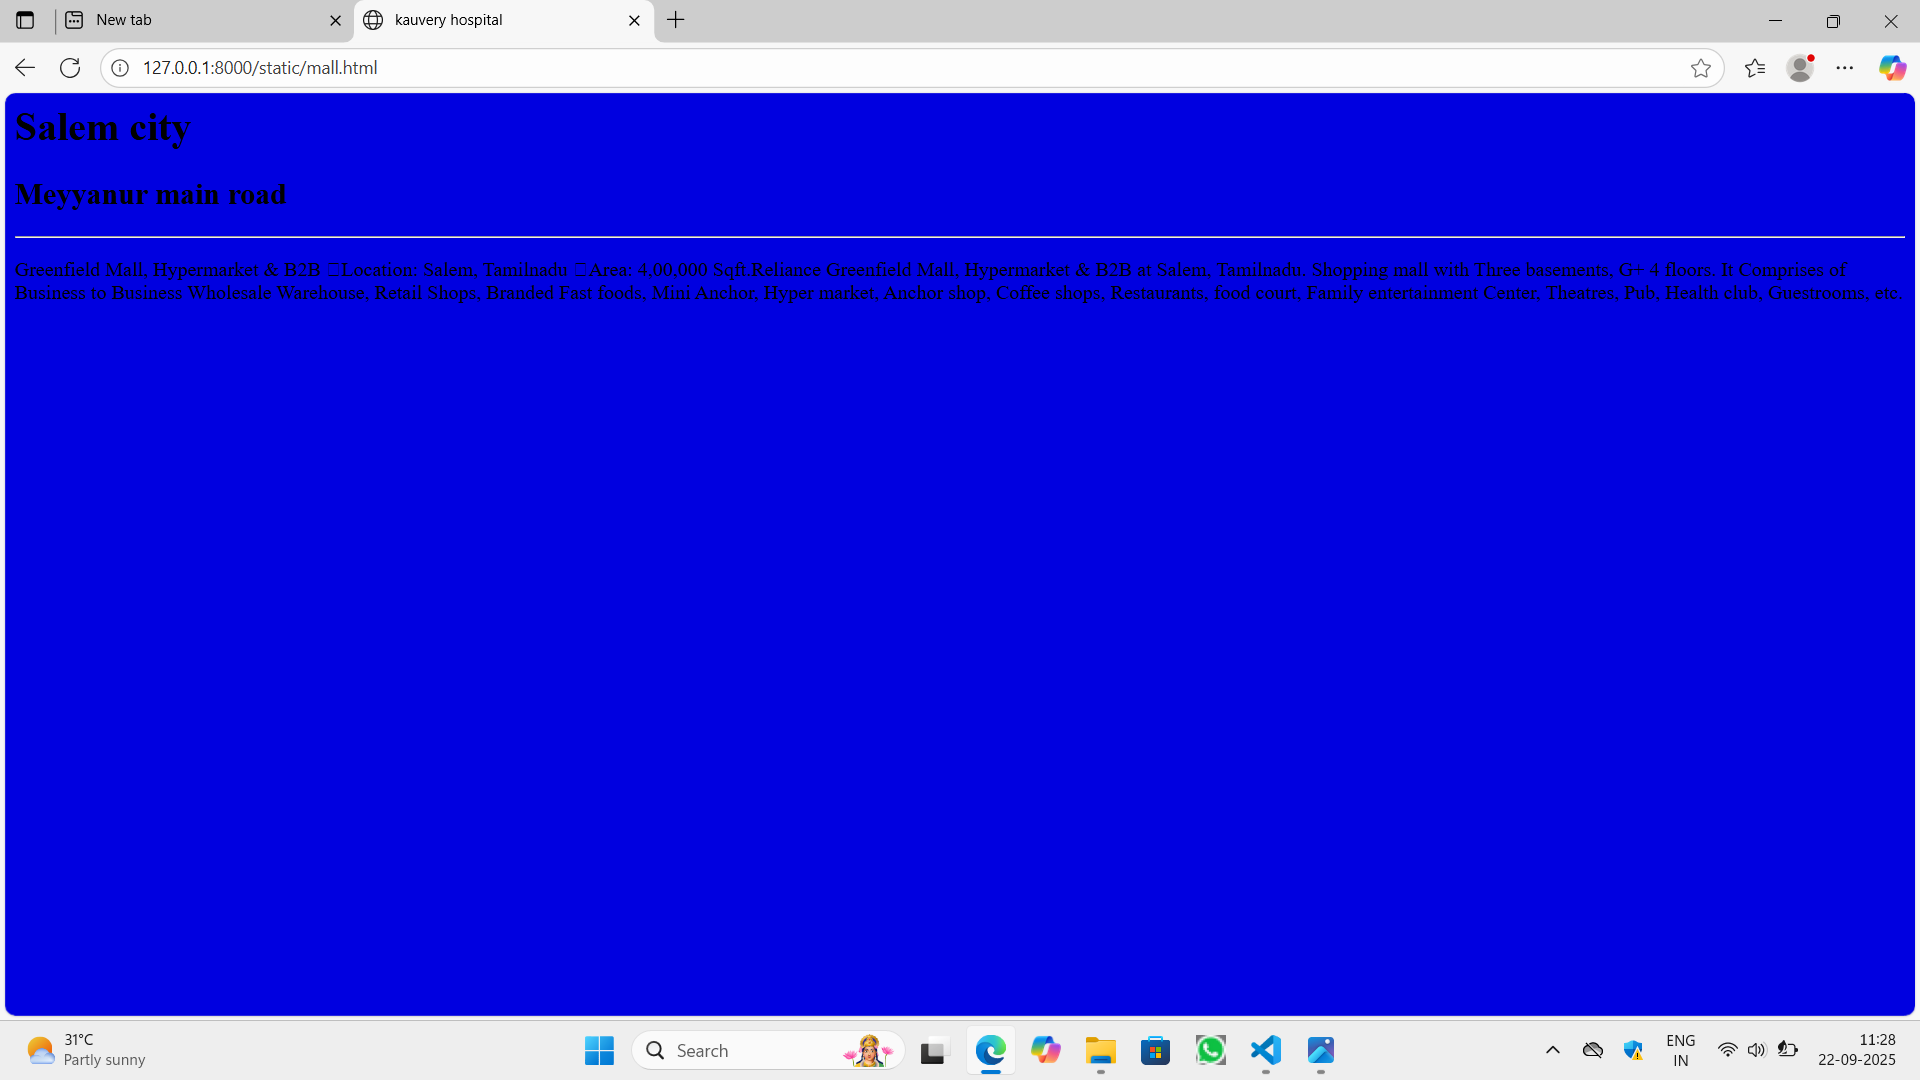 New tab
kauvery hospital
127.0.0.1:8000/static/mall.html
Salem city
Meyyanur main road
Greenfield Mall, Hypermarket & B2B Location: Salem, Tamilnadu Area: 4,00,000 Sqft.Reliance Greenfield Mall, Hypermarket & B2B at Salem, Tamilnadu. Shopping mall with Three basements, G+ 4 floors. It Comprises of
Business to Business Wholesale Warehouse, Retail Shops, Branded Fast foods, Mini Anchor, Hyper market, Anchor shop, Coffee shops, Restaurants, food court, Family entertainment Center, Theatres, Pub, Health club, Guestrooms, etc.
31°C
Partly sunny
Search
ENG
IN
11:28
22-09-2025